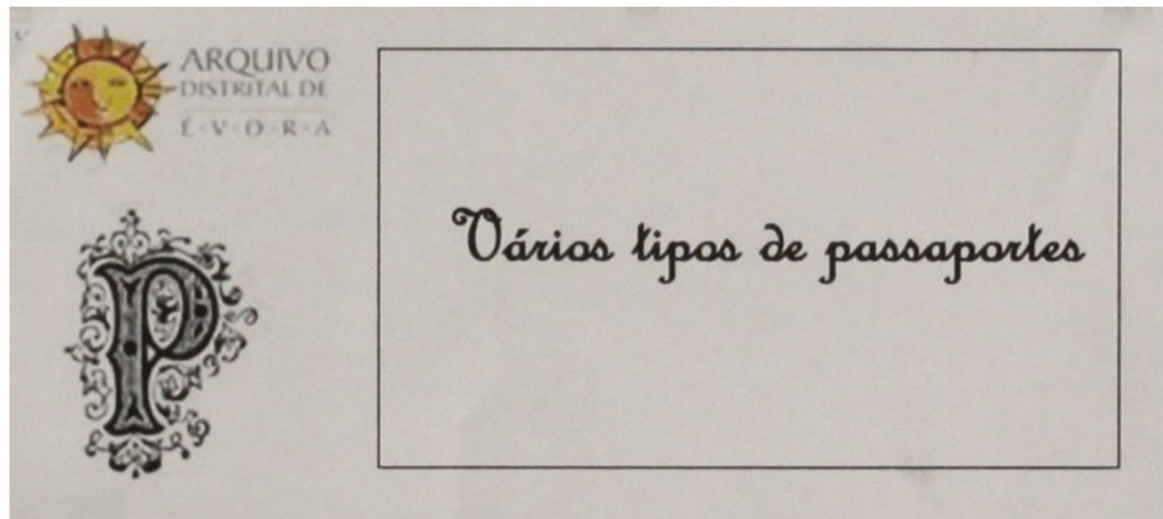 ARQUIVO
DISTRITAL DE
É·V·O·R·A
P
Vários tipos de passaportes